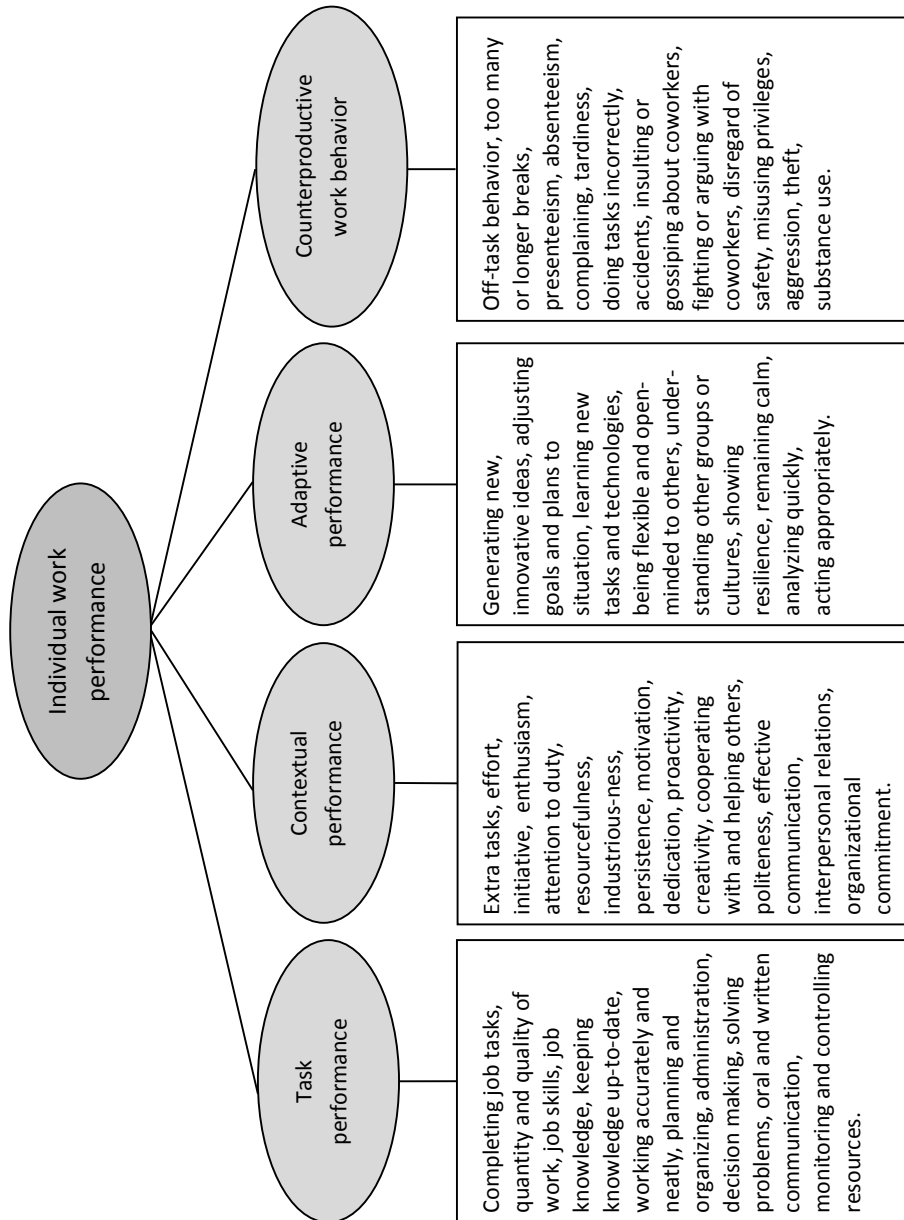 Individual work
performance
Task
performance
Contextual
performance
Adaptive
performance
Counterproductive
work behavior
Completing job tasks,
quantity and quality of
work, job skills, job
knowledge, keeping
knowledge up-to-date,
working accurately and
neatly, planning and
organizing, administration,
decision making, solving
problems, oral and written
communication,
monitoring and controlling
resources.
Extra tasks, effort,
initiative, enthusiasm,
attention to duty,
resourcefulness,
industrious-ness,
persistence, motivation,
dedication, proactivity,
creativity, cooperating
with and helping others,
politeness, effective
communication,
interpersonal relations,
organizational
commitment.
Generating new,
innovative ideas, adjusting
goals and plans to
situation, learning new
tasks and technologies,
being flexible and open-
minded to others, under-
standing other groups or
cultures, showing
resilience, remaining calm,
analyzing quickly,
acting appropriately.
Off-task behavior, too many
or longer breaks,
presenteeism, absenteeism,
complaining, tardiness,
doing tasks incorrectly,
accidents, insulting or
gossiping about coworkers,
fighting or arguing with
coworkers, disregard of
safety, misusing privileges,
aggression, theft,
substance use.